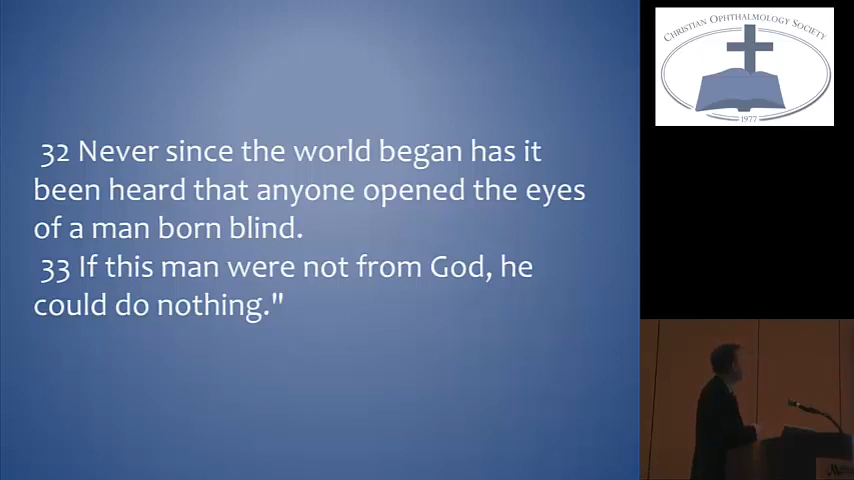 32 Never since the world began has it
been heard that anyone opened the eyes
of a man born blind.
33 If this man were not from God, he
could do nothing."
CHRISTIAN OPHTHALMOLOGY SOCIETY
1977